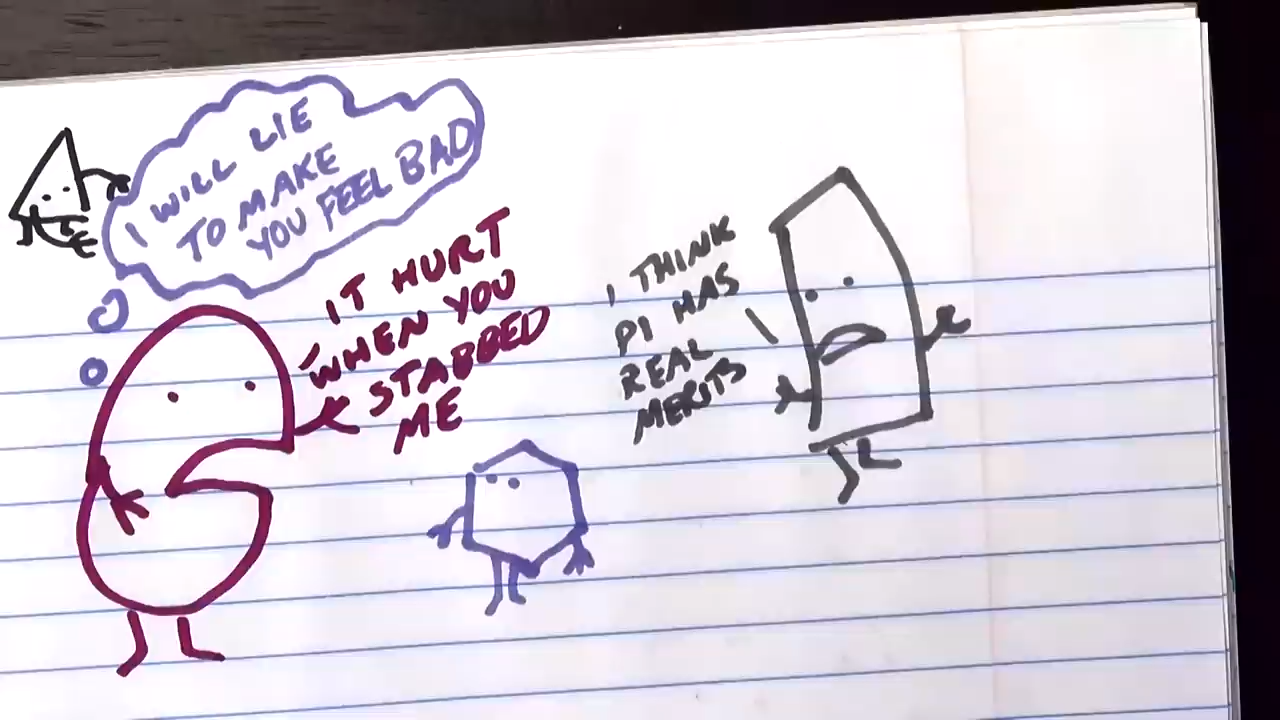 I WILL LIE
TO MAKE
YOU FEEL BAD
IT HURT
WHEN YOU
STABBED
ME
I THINK
PI HAS
REAL
MERITS